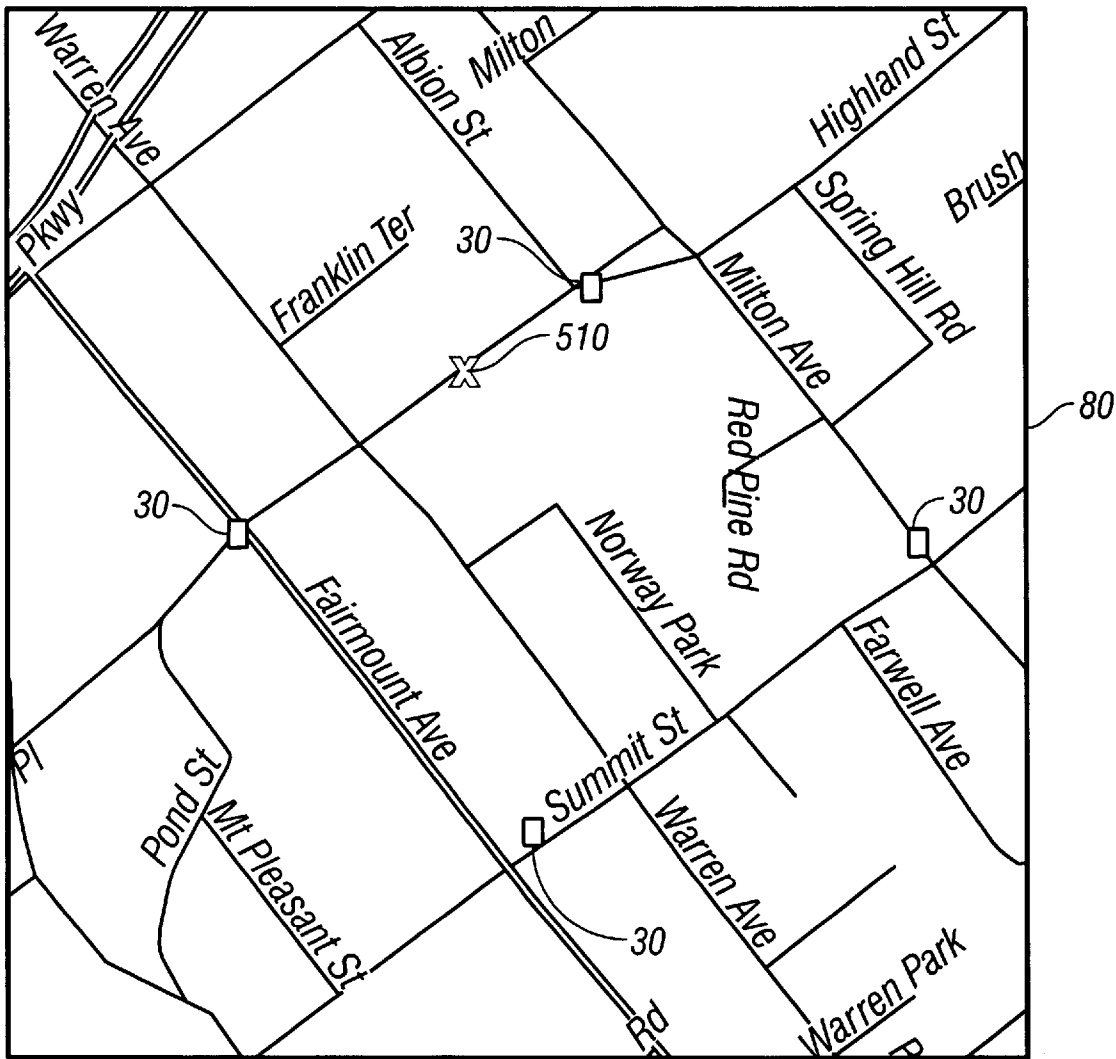 Warren Ave
Albion St
Milton
Highland St
Brush
Pkwy
Franklin Ter
30
Spring Hill Rd
Milton Ave
510
80
Red Pine Rd
30
30
Norway Park
Fairmount Ave
Farwell Ave
Pl
Pond St
Summit St
Mt Pleasant St
Warren Ave
30
Warren Park
Rd